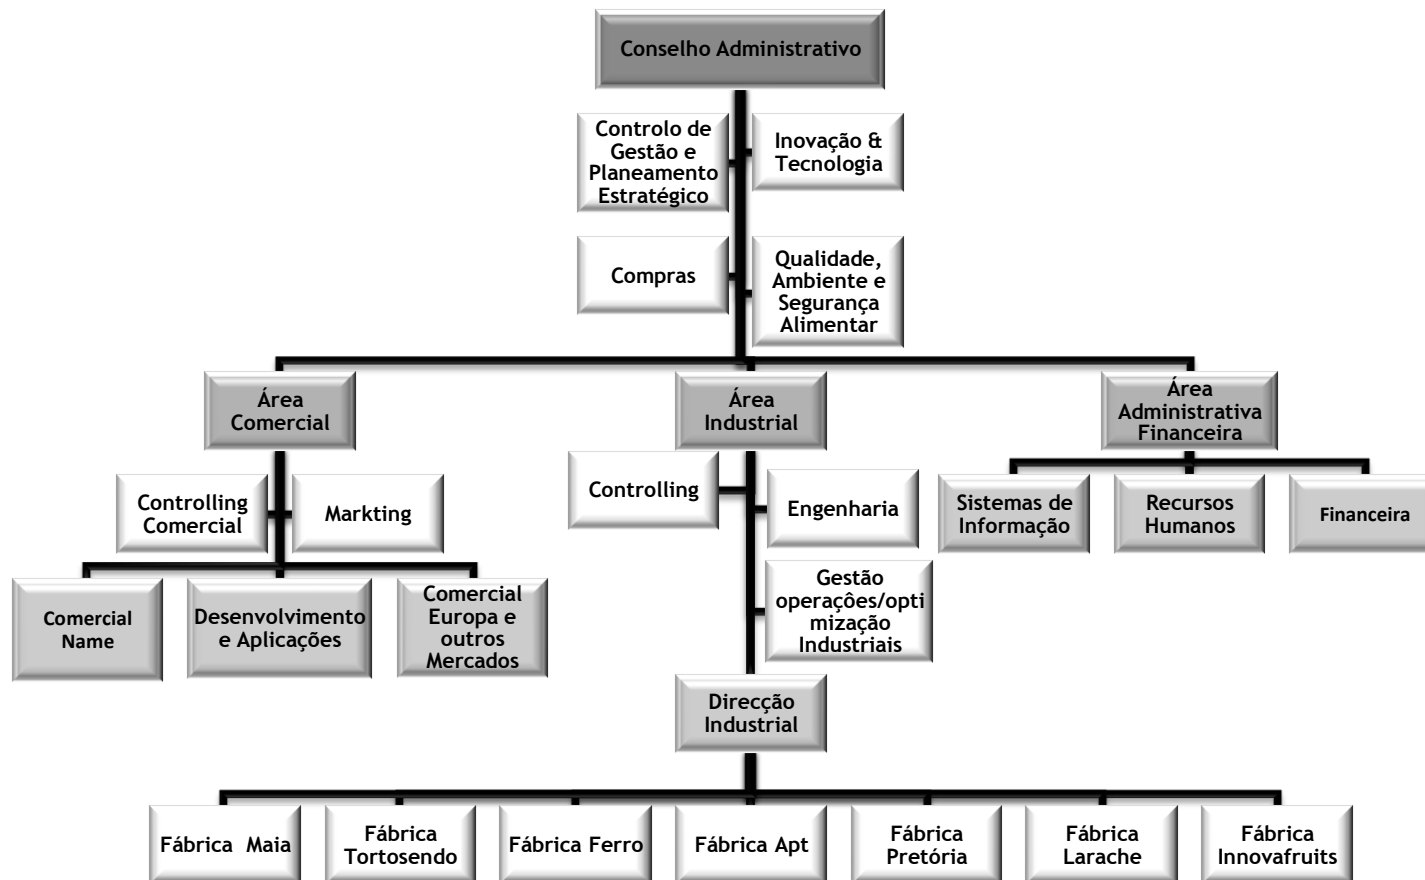 Conselho Administrativo
Controlo de
Gestão e
Planeamento
Estratégico
Inovação &
Tecnologia
Compras
Qualidade,
Ambiente e
Segurança
Alimentar
Área
Comercial
Área
Industrial
Área
Administrativa
Financeira
Controlling
Comercial
Markting
Controlling
Engenharia
Sistemas de
Informação
Recursos
Humanos
Financeira
Comercial
Name
Desenvolvimento
e Aplicações
Comercial
Europa e
outros
Mercados
Gestão
operaçôes/opti
mização
Industriais
Direcção
Industrial
Fábrica  Maia
Fábrica
Tortosendo
Fábrica Ferro
Fábrica Apt
Fábrica
Pretória
Fábrica
Larache
Fábrica
Innovafruits